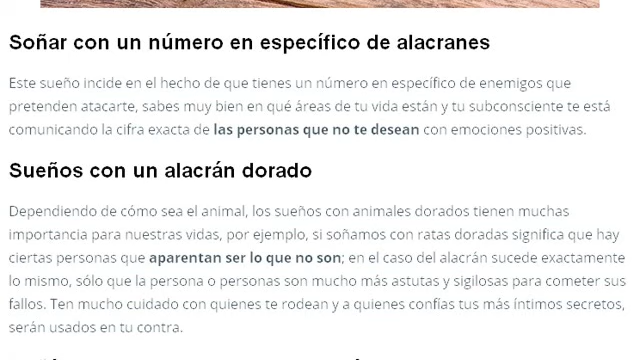 Soñar con un número en específico de alacranes
Este sueño incide en el hecho de que tienes un número en específico de enemigos que
pretenden atacarte, sabes muy bien en qué áreas de tu vida están y tu subconsciente te está
comunicando la cifra exacta de las personas que no te desean con emociones positivas.
Sueños con un alacrán dorado
Dependiendo de cómo sea el animal, los sueños con animales dorados tienen muchas
importancia para nuestras vidas, por ejemplo, si soñamos con ratas doradas significa que hay
ciertas personas que aparentan ser lo que no son; en el caso del alacrán sucede exactamente
lo mismo, sólo que la persona o personas son mucho más astutas y sigilosas para cometer sus
fallos. Ten mucho cuidado con quienes te rodean y a quienes confías tus más íntimos secretos,
serán usados en tu contra.